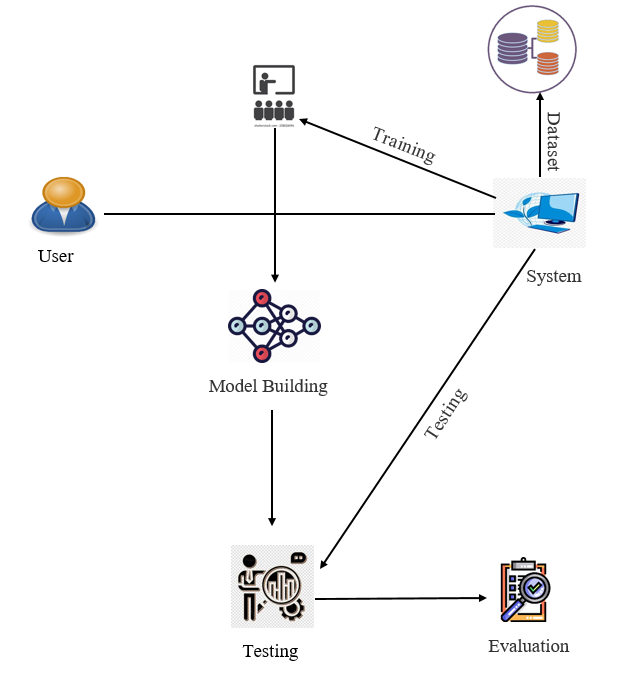 Dataset
Training
User
System
Model Building
Testing
Testing
Evaluation